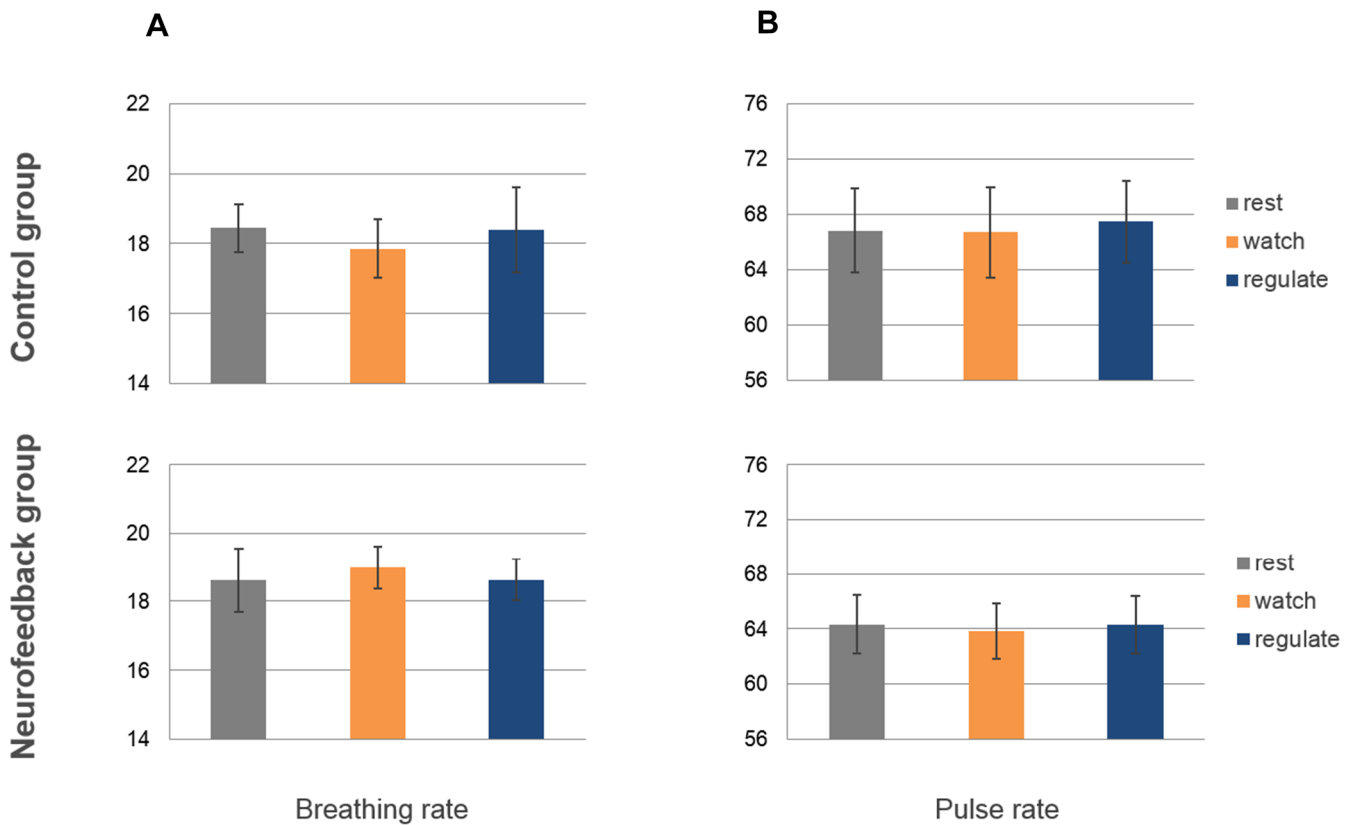 A
B
Control group
22
20
18
16
14
76
72
68
64
60
56
rest
watch
regulate
Neurofeedback group
22
20
18
16
14
76
72
68
64
60
56
rest
watch
regulate
Breathing rate
Pulse rate